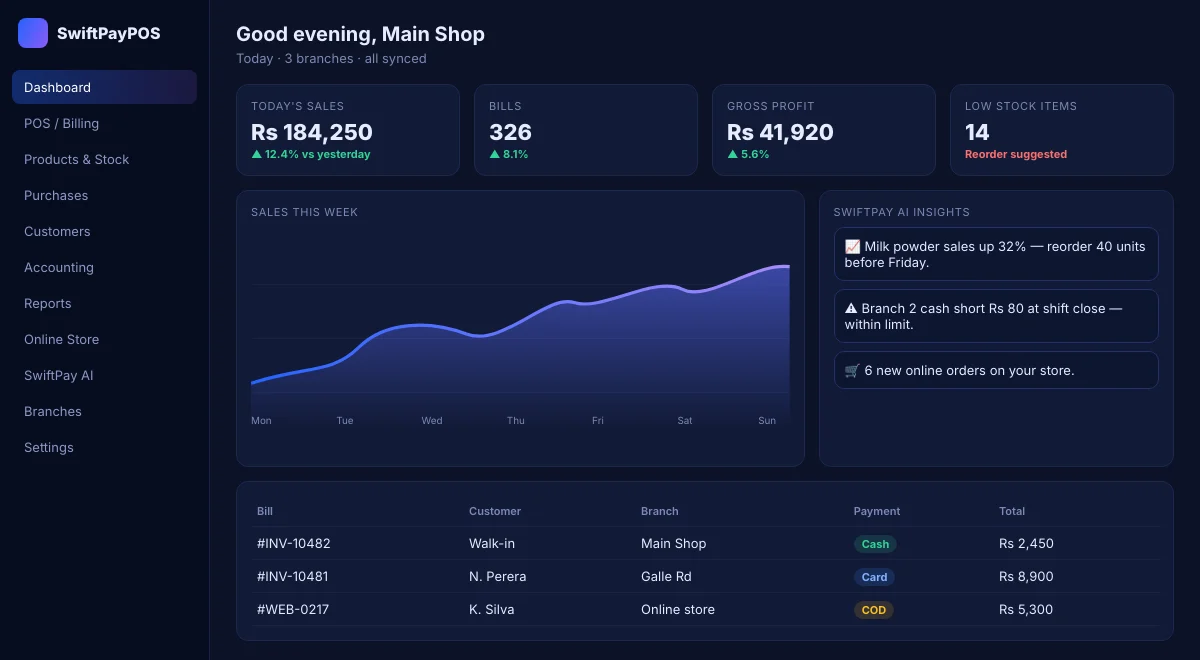 SwiftPayPOS
Dashboard
POS / Billing
Products & Stock
Purchases
Customers
Accounting
Reports
Online Store
SwiftPay AI
Branches
Settings
Good evening, Main Shop
Today · 3 branches · all synced
TODAY'S SALES
Rs 184,250
▲ 12.4% vs yesterday
BILLS
326
▲ 8.1%
GROSS PROFIT
Rs 41,920
▲ 5.6%
LOW STOCK ITEMS
14
Reorder suggested
SALES THIS WEEK
Mon Tue Wed Thu Fri Sat Sun
SWIFTPAY AI INSIGHTS
📈 Milk powder sales up 32% — reorder 40 units
before Friday.
⚠ Branch 2 cash short Rs 80 at shift close —
within limit.
🛒 6 new online orders on your store.
Bill Customer Branch Payment Total
#INV-10482 Walk-in Main Shop Cash Rs 2,450
#INV-10481 N. Perera Galle Rd Card Rs 8,900
#WEB-0217 K. Silva Online store COD Rs 5,300